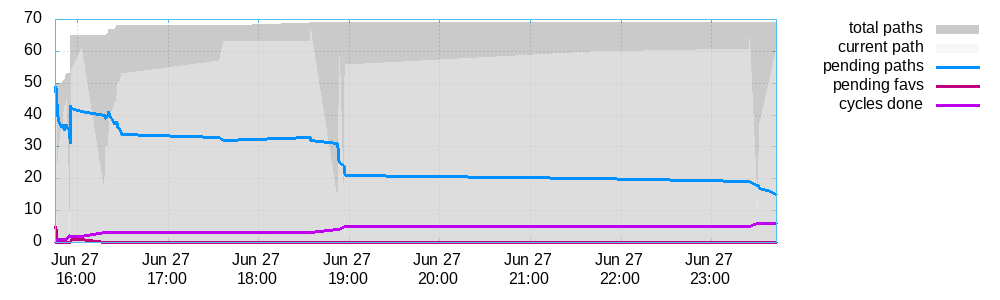 70
60
50
40
30
20
10
0
Jun 27 Jun 27 Jun 27 Jun 27 Jun 27 Jun 27 Jun 27 Jun 27
16:00 17:00 18:00 19:00 20:00 21:00 22:00 23:00
total paths
current path
pending paths
pending favs
cycles done